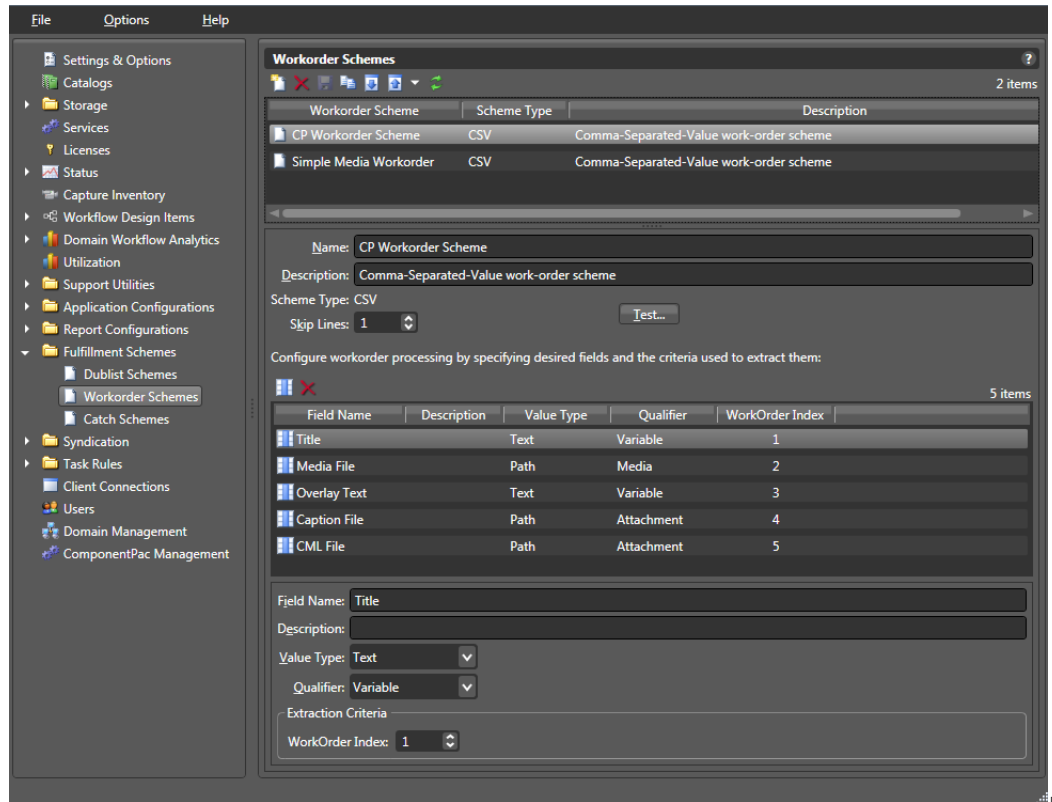 File Options Help
Settings & Options
Catalogs
Storage
Services
Licenses
Status
Capture Inventory
Workflow Design Items
Domain Workflow Analytics
Utilization
Support Utilities
Application Configurations
Report Configurations
Fulfillment Schemes
Dublist Schemes
Workorder Schemes
Catch Schemes
Syndication
Task Rules
Client Connections
Users
Domain Management
ComponentPac Management
Workorder Schemes ?
2 items
Workorder Scheme Scheme Type Description
CP Workorder Scheme CSV Comma-Separated-Value work-order scheme
Simple Media Workorder CSV Comma-Separated-Value work-order scheme
Name: CP Workorder Scheme
Description: Comma-Separated-Value work-order scheme
Scheme Type: CSV
Skip Lines: 1 Test...
Configure workorder processing by specifying desired fields and the criteria used to extract them:
5 items
Field Name Description Value Type Qualifier WorkOrder Index
Title Text Variable 1
Media File Path Media 2
Overlay Text Text Variable 3
Caption File Path Attachment 4
CML File Path Attachment 5
Field Name: Title
Description:
Value Type: Text
Qualifier: Variable
Extraction Criteria
WorkOrder Index: 1